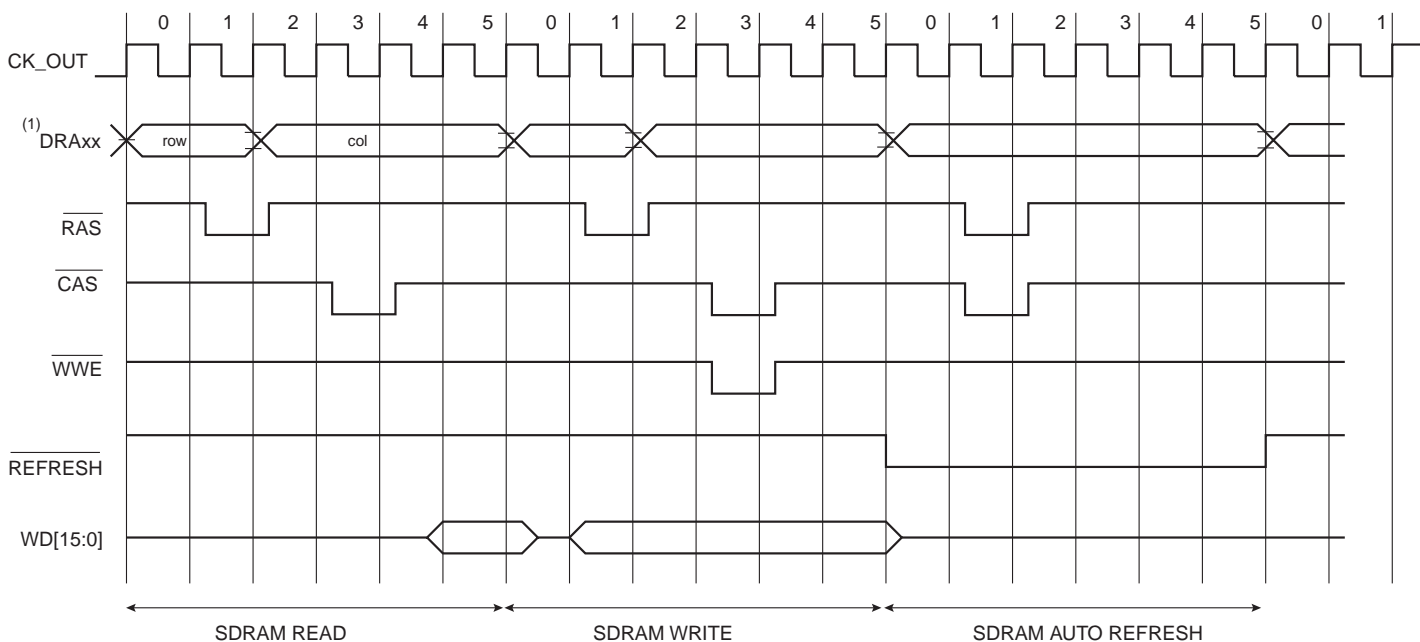 0 1 2 3 4 5 0 1 2 3 4 5 0 1 2 3 4 5 0 1
CK_OUT
(1) DRAxx row col
RAS
CAS
WWE
REFRESH
WD[15:0]
SDRAM READ SDRAM WRITE SDRAM AUTO REFRESH